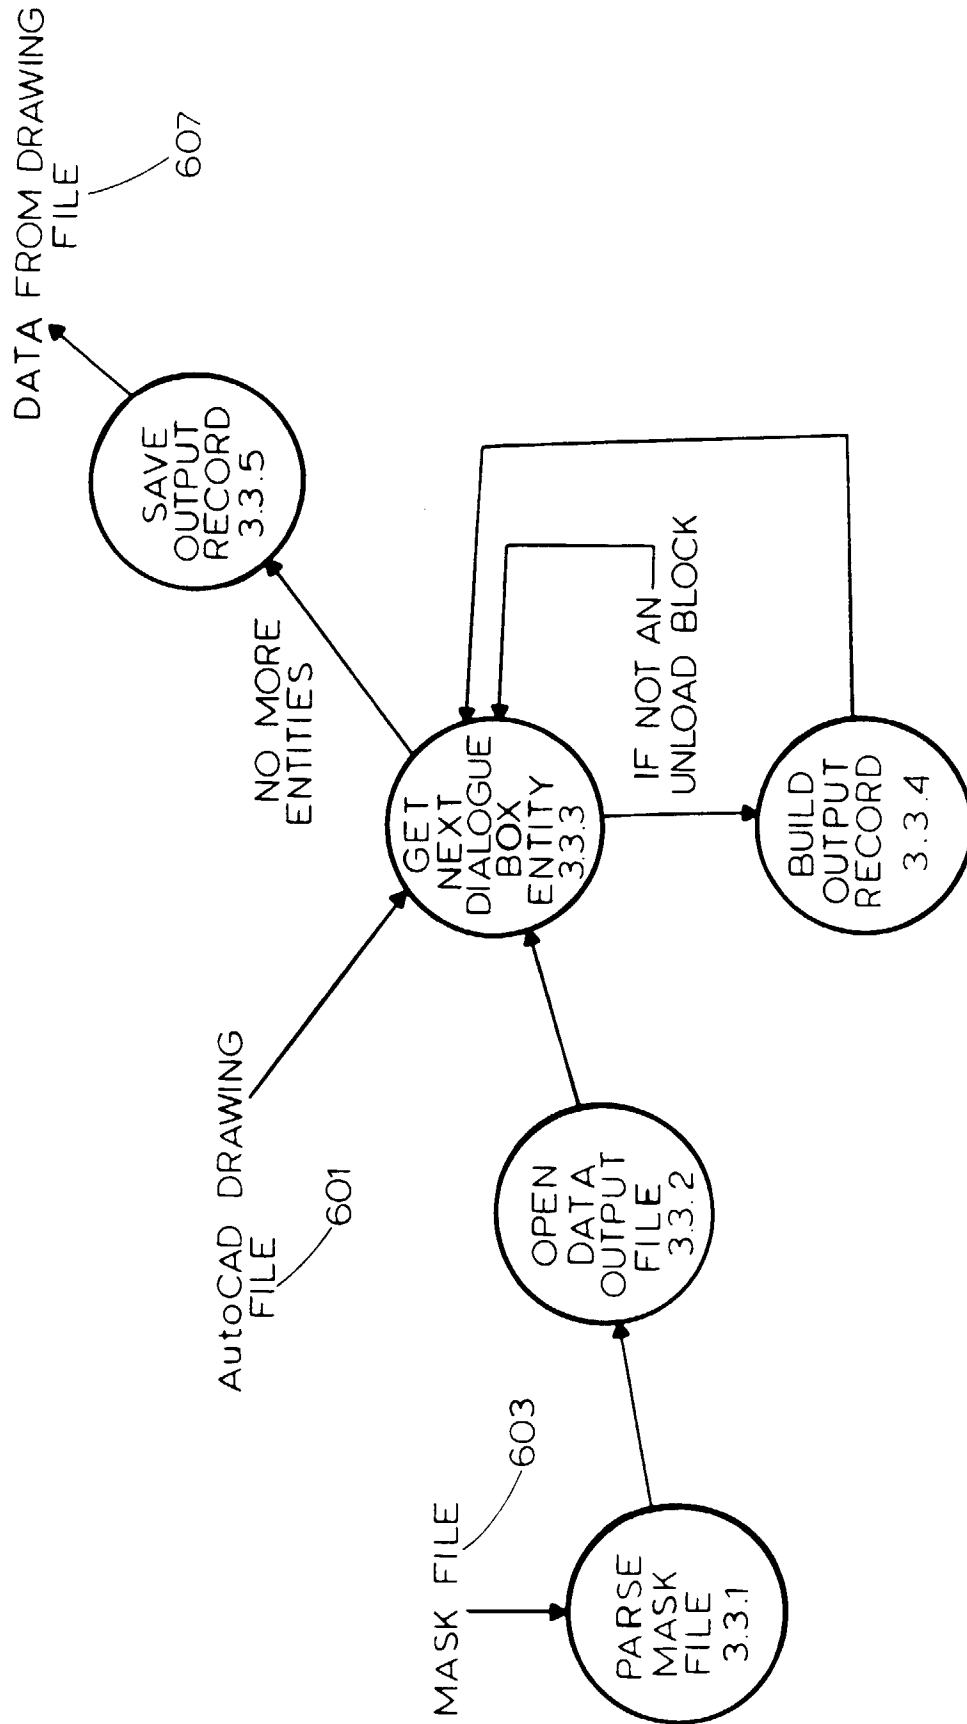 MASK FILE
603
PARSE
MASK
FILE
3.3.1
AutoCAD DRAWING
FILE
601
OPEN
DATA
OUTPUT
FILE
3.3.2
GET
NEXT
DIALOGUE
BOX
ENTITY
3.3.3
IF NOT AN
UNLOAD BLOCK
BUILD
OUTPUT
RECORD
3.3.4
NO MORE
ENTITIES
SAVE
OUTPUT
RECORD
3.3.5
DATA FROM DRAWING
FILE
607